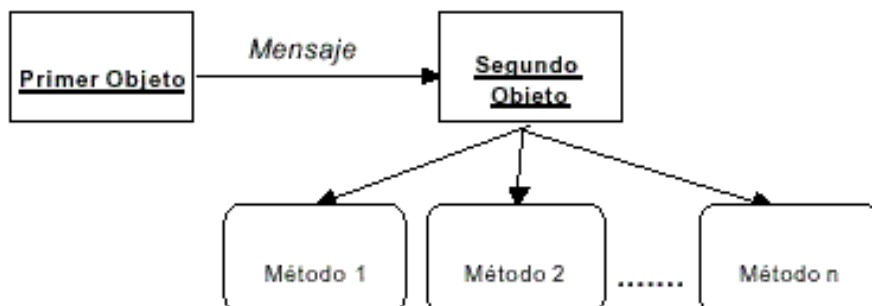 Mensaje
Primer Objeto
Segundo
Objeto
Método 1
Método 2
.......
Método n